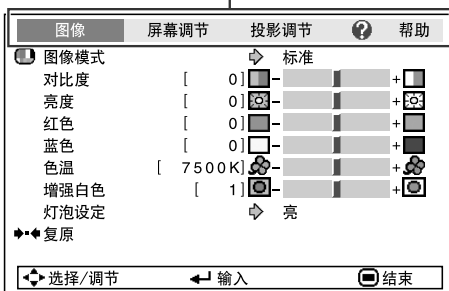 图像 屏幕调节 投影调节 ? 帮助
图像模式 标准
对比度 [ 0] - +
亮度 [ 0] - +
红色 [ 0] - +
蓝色 [ 0] - +
色温 [ 7500K] - +
增强白色 [ 1] - +
灯泡设定 亮
复原
选择/调节 输入 结束